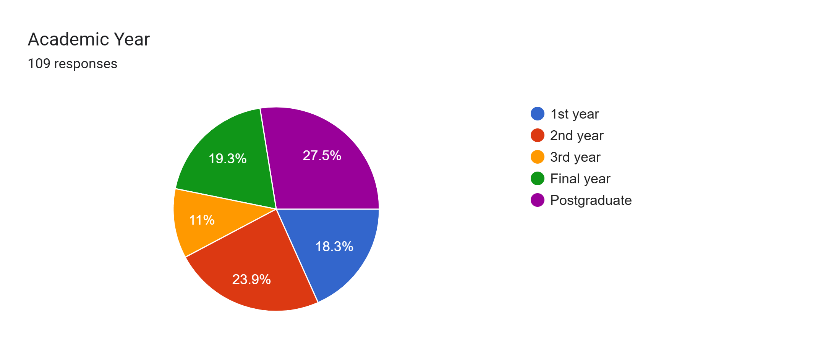 Academic Year
109 responses
1st year
2nd year
3rd year
Final year
Postgraduate
27.5%
19.3%
11%
18.3%
23.9%